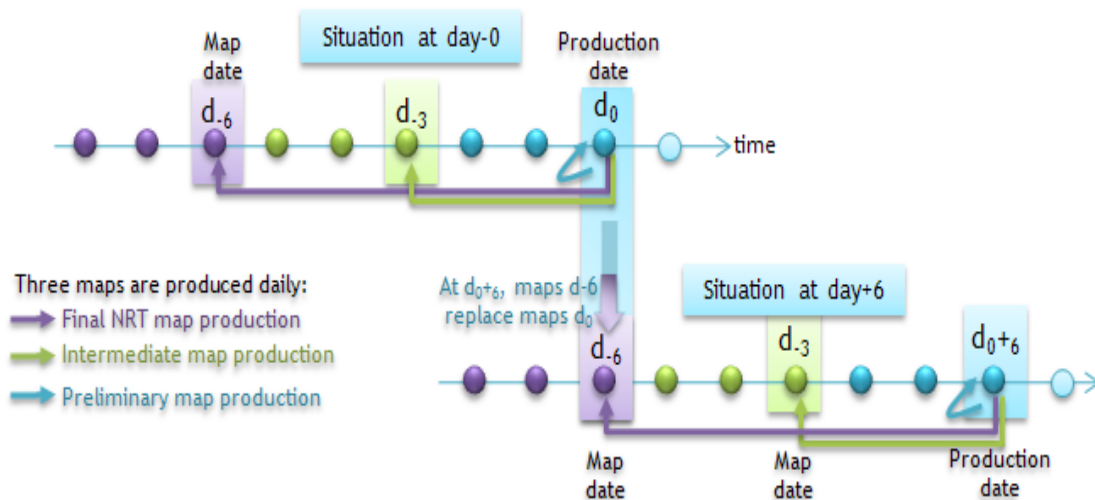 Map
date
Situation at day-0
Production
date
d-6
d-3
d0
time
Three maps are produced daily:
Final NRT map production
Intermediate map production
Preliminary map production
At d0+6, maps d-6
replace maps d0
Situation at day+6
d-6
d-3
d0+6
Map
date
Map
date
Production
date